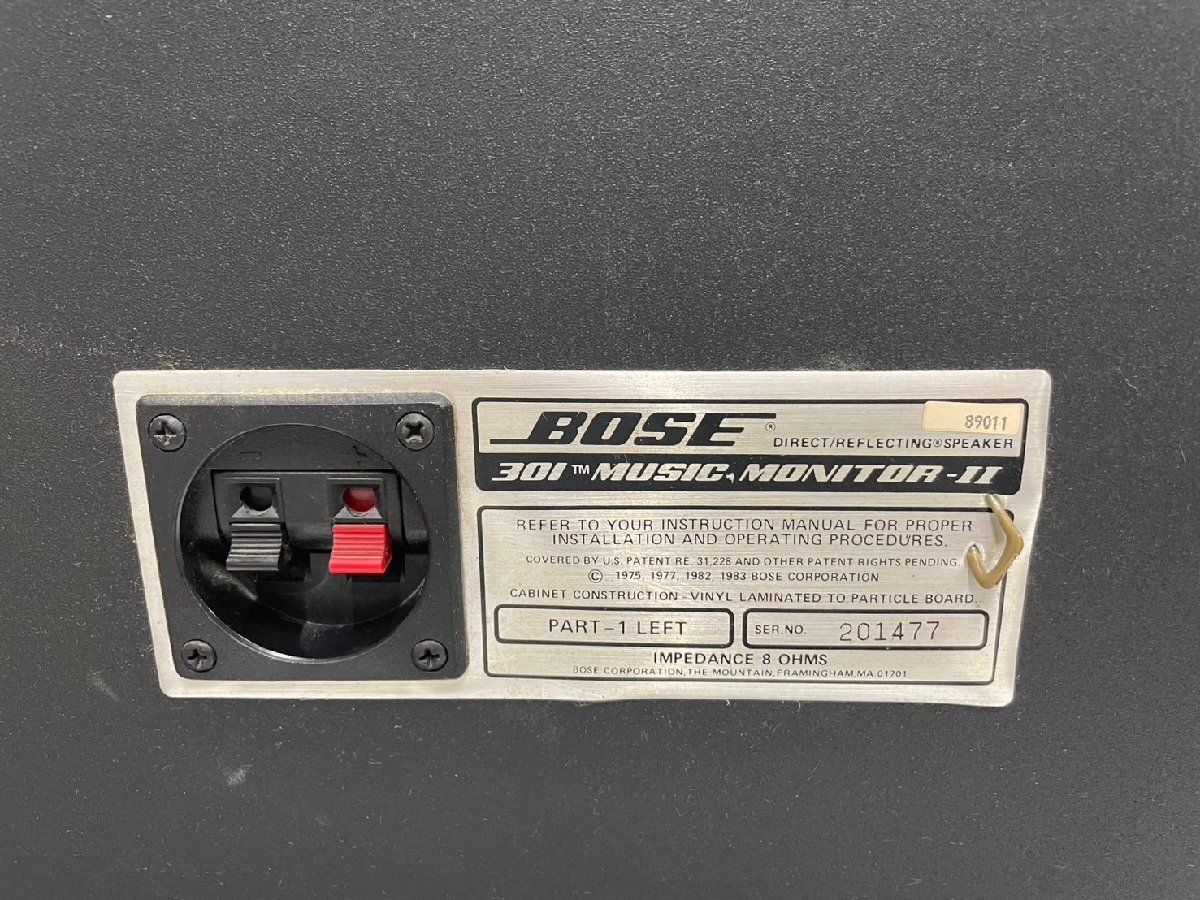 BOSE®
89011
DIRECT/REFLECTING® SPEAKER
301™ MUSIC MONITOR-II
REFER TO YOUR INSTRUCTION MANUAL FOR PROPER
INSTALLATION AND OPERATING PROCEDURES.
COVERED BY U.S. PATENT RE. 31,228 AND OTHER PATENT RIGHTS PENDING.
© 1975, 1977, 1982, 1983 BOSE CORPORATION
CABINET CONSTRUCTION - VINYL LAMINATED TO PARTICLE BOARD.
PART-1 LEFT
SER. NO. 201477
IMPEDANCE 8 OHMS
BOSE CORPORATION, THE MOUNTAIN, FRAMINGHAM, MA. 01701